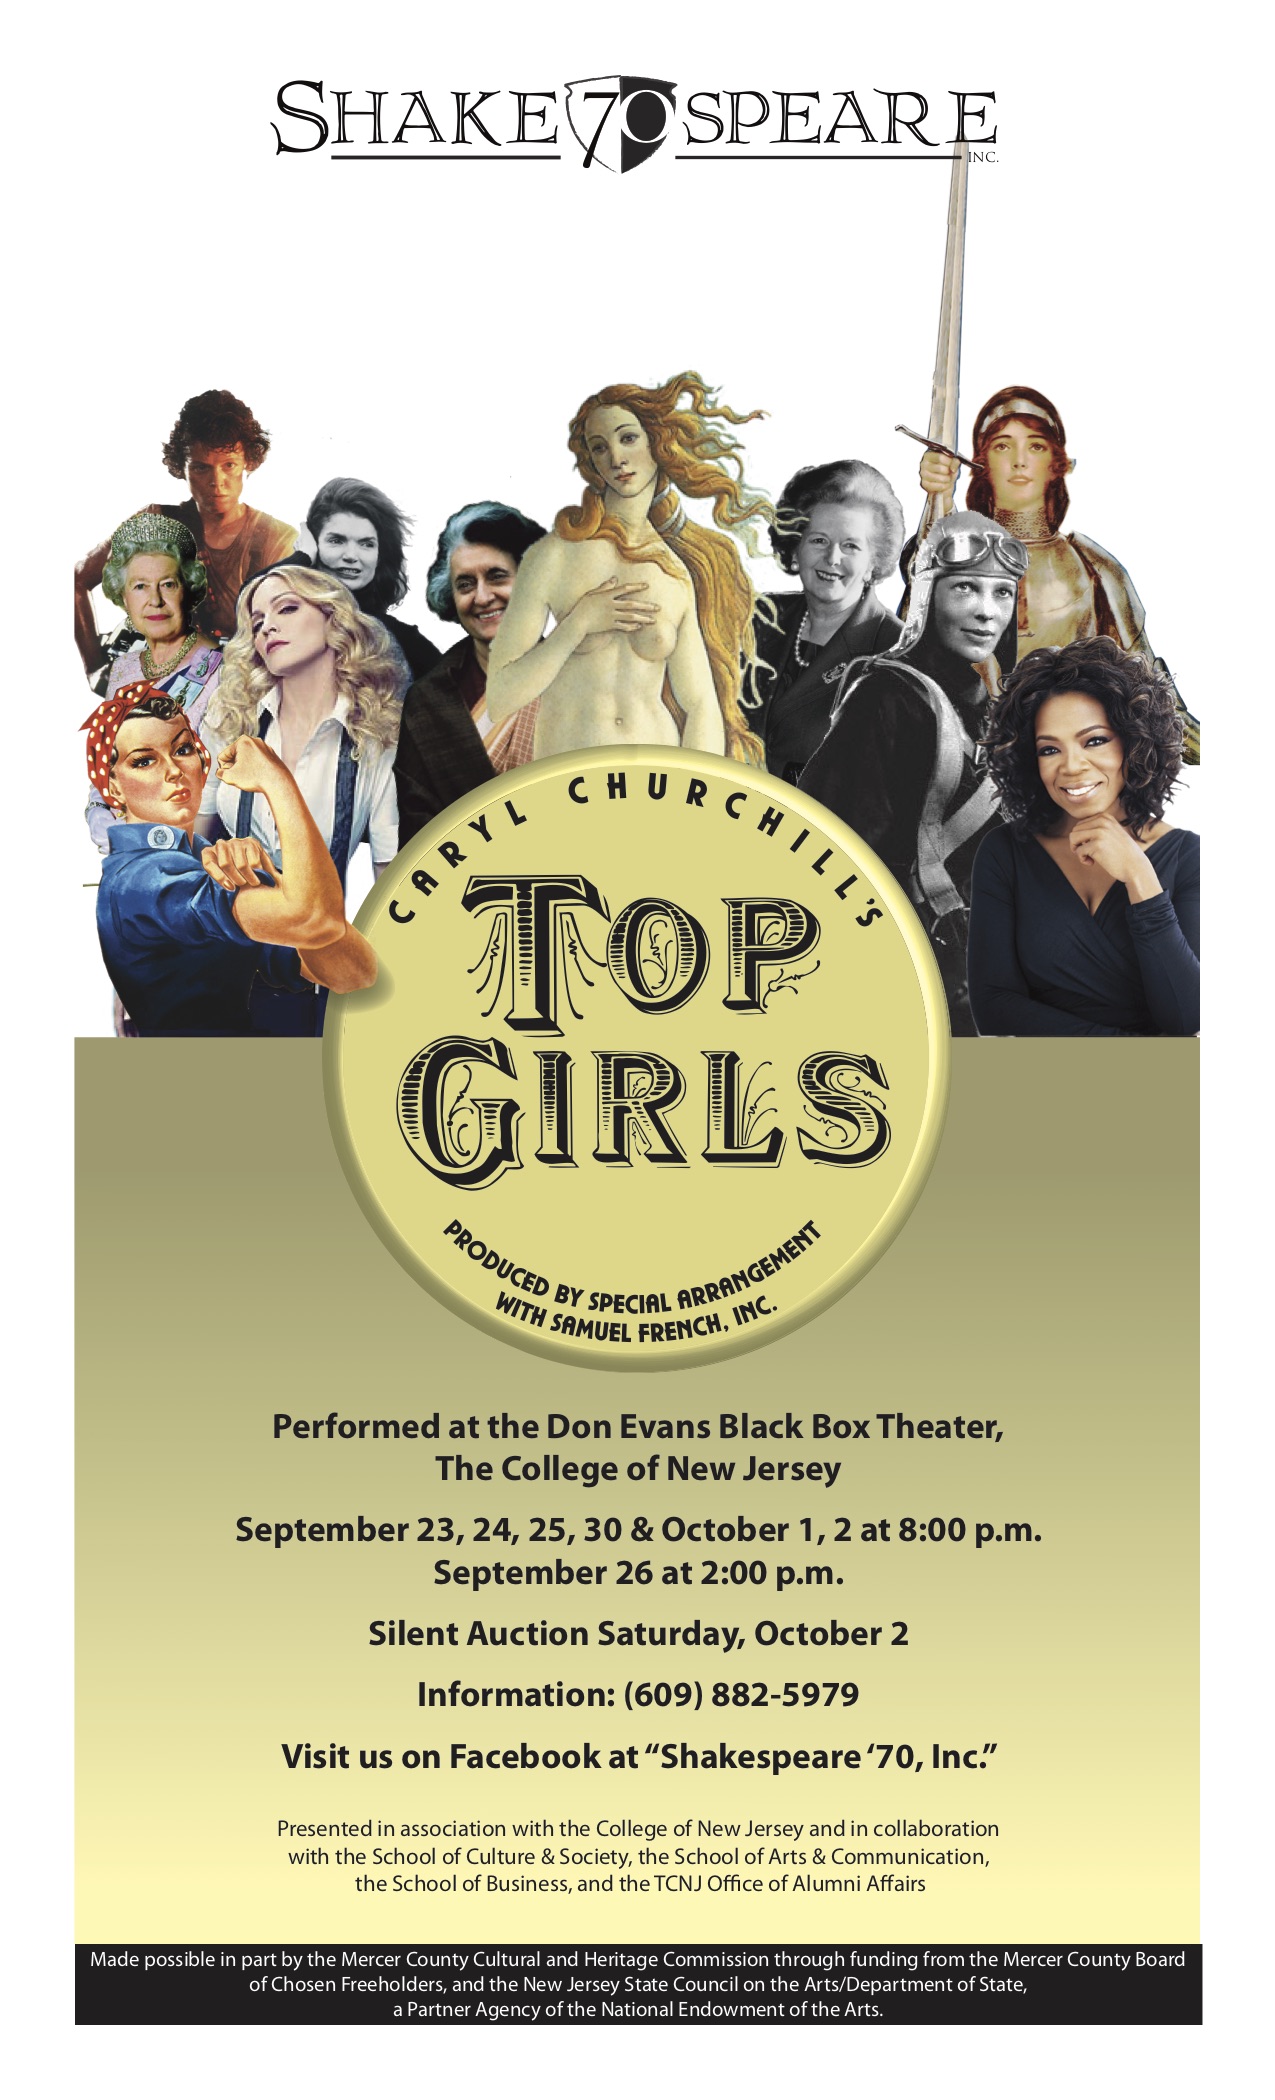 SHAKE 70 SPEARE
INC.
CARYL CHURCHILL'S
TOP
GIRLS
PRODUCED BY SPECIAL ARRANGEMENT
WITH SAMUEL FRENCH, INC.
Performed at the Don Evans Black Box Theater,
The College of New Jersey
September 23, 24, 25, 30 & October 1, 2 at 8:00 p.m.
September 26 at 2:00 p.m.
Silent Auction Saturday, October 2
Information: (609) 882-5979
Visit us on Facebook at “Shakespeare ‘70, Inc.”
Presented in association with the College of New Jersey and in collaboration
with the School of Culture & Society, the School of Arts & Communication,
the School of Business, and the TCNJ Office of Alumni Affairs
Made possible in part by the Mercer County Cultural and Heritage Commission through funding from the Mercer County Board
of Chosen Freeholders, and the New Jersey State Council on the Arts/Department of State,
a Partner Agency of the National Endowment of the Arts.